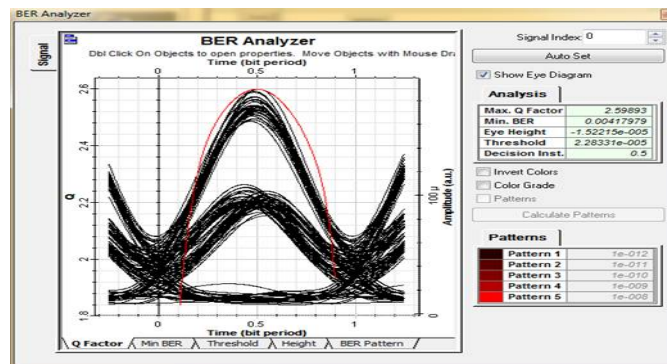 BER Analyzer
Signal
BER Analyzer
Dbl Click On Objects to open properties. Move Objects with Mouse Dra
Time (bit period)
0 0.5 1
Q
2.6
2.4
2.2
2
1.8
Amplitude (a.u.)
100 µ
0
0 0.5 1
Time (bit period)
Q Factor Min BER Threshold Height BER Pattern
Signal Index: 0
Auto Set
Show Eye Diagram
Analysis
Max. Q Factor 2.59893
Min. BER 0.00417979
Eye Height -1.52215e-005
Threshold 2.28331e-005
Decision Inst. 0.5
Invert Colors
Color Grade
Patterns
Calculate Patterns
Patterns
Pattern 1 1e-012
Pattern 2 1e-011
Pattern 3 1e-010
Pattern 4 1e-009
Pattern 5 1e-008